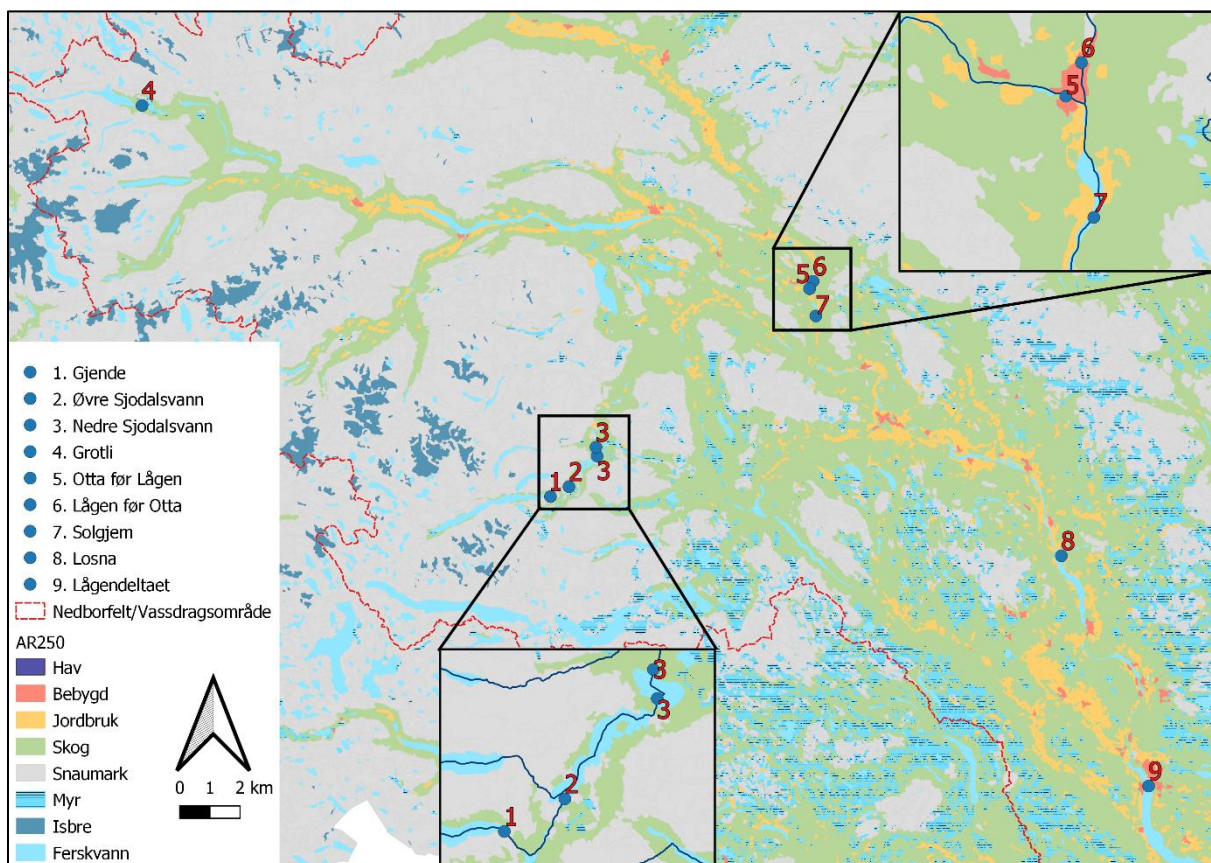 4
6
5
7
5
6
7
3
3
2
1
8
9
3
3
2
1
1. Gjende
2. Øvre Sjodalsvann
3. Nedre Sjodalsvann
4. Grotli
5. Otta før Lågen
6. Lågen før Otta
7. Solgjem
8. Losna
9. Lågendeltaet
Nedborfelt/Vassdragsområde
AR250
Hav
Bebygd
Jordbruk
Skog
Snaumark
Myr
Isbre
Ferskvann
0 1 2 km